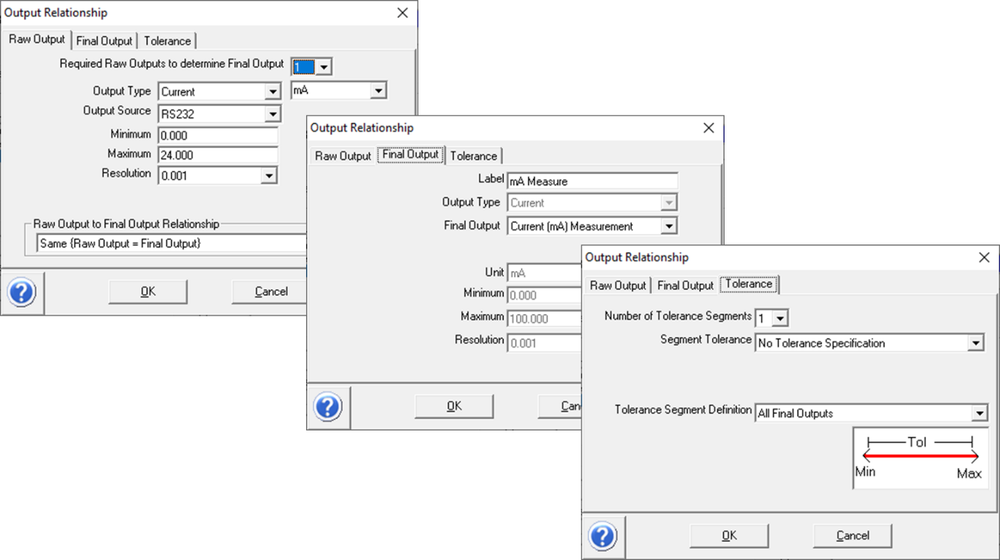 Output Relationship
Raw Output Final Output Tolerance
Required Raw Outputs to determine Final Output 1
Output Type Current mA
Output Source RS232
Minimum 0.000
Maximum 24.000
Resolution 0.001
Raw Output to Final Output Relationship
Same {Raw Output = Final Output}
? OK Cancel
Output Relationship
Raw Output Final Output Tolerance
Label mA Measure
Output Type Current
Final Output Current (mA) Measurement
Unit mA
Minimum 0.000
Maximum 100.000
Resolution 0.001
? OK Can
Output Relationship
Raw Output Final Output Tolerance
Number of Tolerance Segments 1
Segment Tolerance No Tolerance Specification
Tolerance Segment Definition All Final Outputs
Tol
Min Max
? OK Cancel